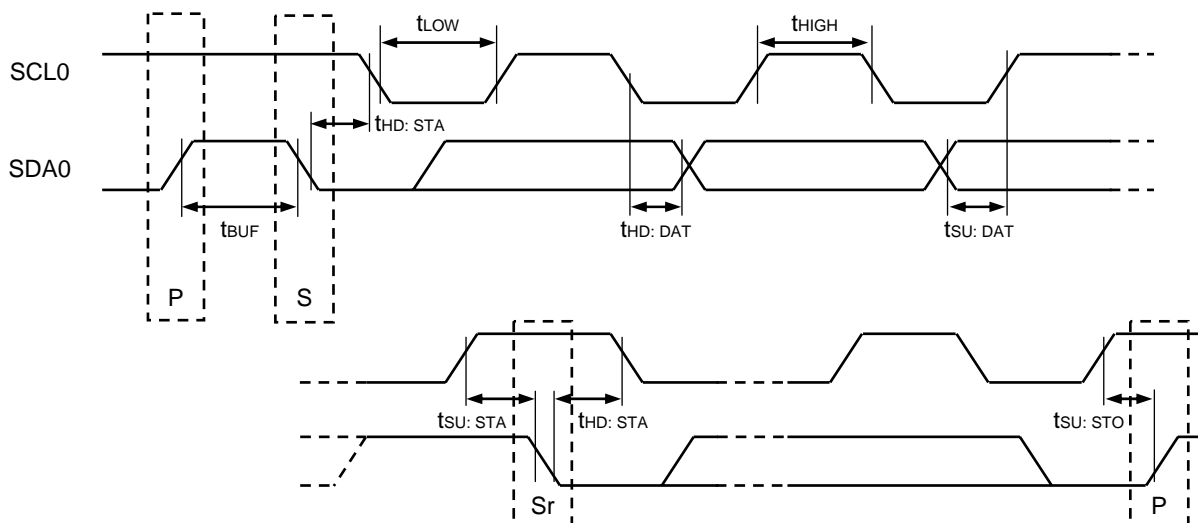 tLOW
tHIGH
SCL0
tHD: STA
SDA0
tBUF
tHD: DAT
tSU: DAT
P
S
tSU: STA
tHD: STA
tSU: STO
Sr
P